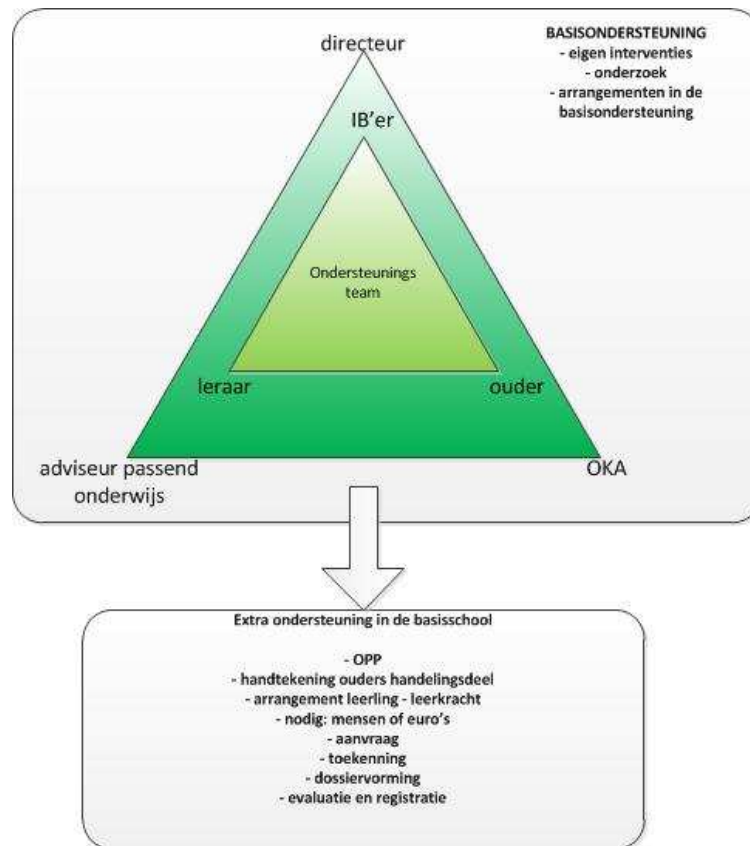 directeur
BASISONDERSTEUNING
- eigen interventies
- onderzoek
- arrangementen in de
basisondersteuning
IB'er
Ondersteunings
team
leraar
ouder
adviseur passend
onderwijs
OKA
Extra ondersteuning in de basisschool
- OPP
- handtekening ouders handelingsdeel
- arrangement leerling - leerkracht
- nodig: mensen of euro's
- aanvraag
- toekenning
- dossiervorming
- evaluatie en registratie